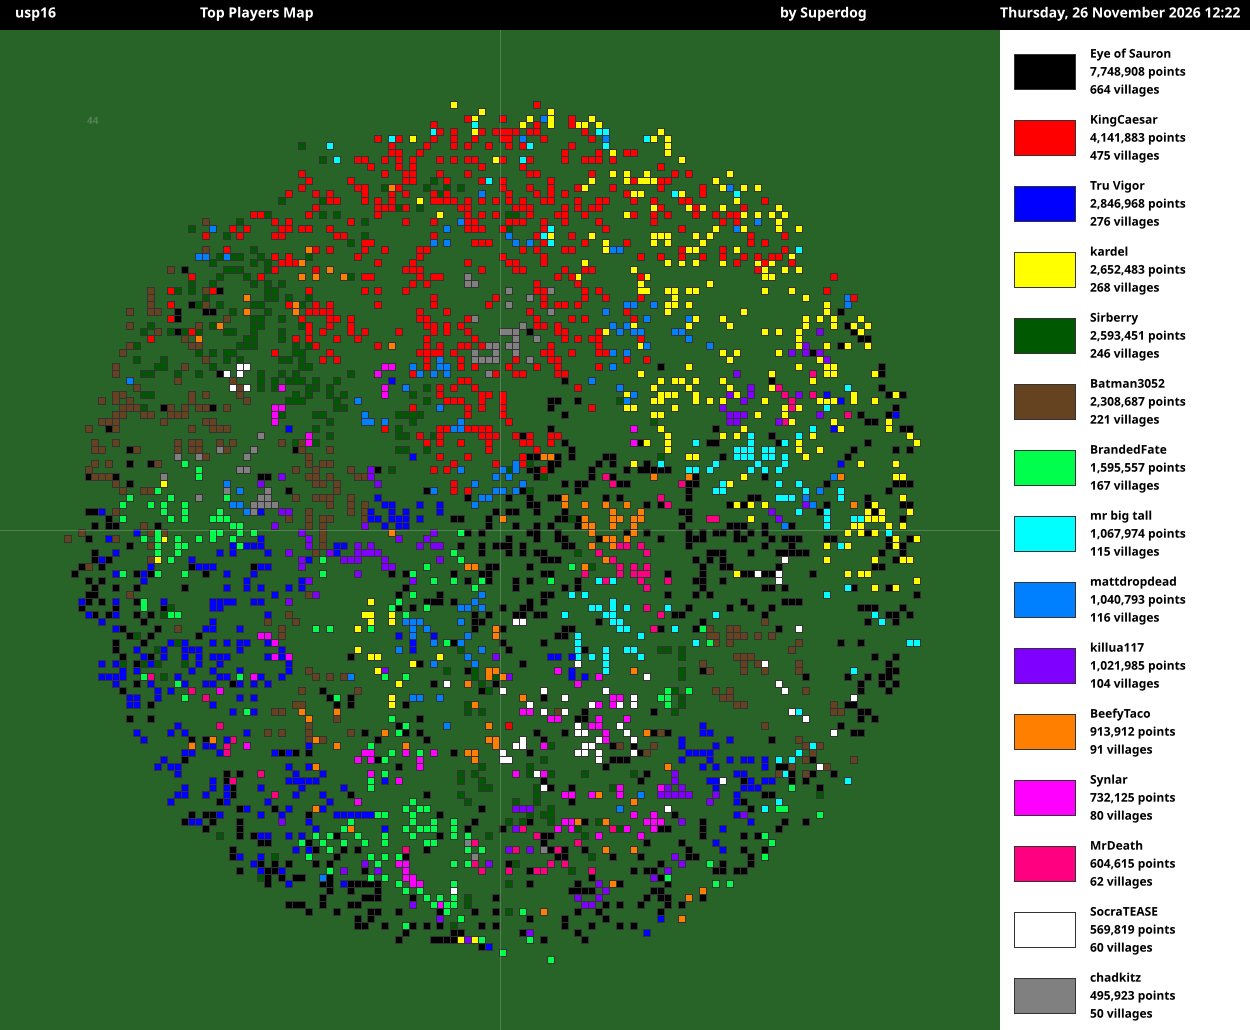 usp16 Top Players Map by Superdog Thursday, 26 November 2026 12:22
44
Eye of Sauron
7,748,908 points
664 villages
KingCaesar
4,141,883 points
475 villages
Tru Vigor
2,846,968 points
276 villages
kardel
2,652,483 points
268 villages
Sirberry
2,593,451 points
246 villages
Batman3052
2,308,687 points
221 villages
BrandedFate
1,595,557 points
167 villages
mr big tall
1,067,974 points
115 villages
mattdropdead
1,040,793 points
116 villages
killua117
1,021,985 points
104 villages
BeefyTaco
913,912 points
91 villages
Synlar
732,125 points
80 villages
MrDeath
604,615 points
62 villages
SocraTEASE
569,819 points
60 villages
chadkitz
495,923 points
50 villages